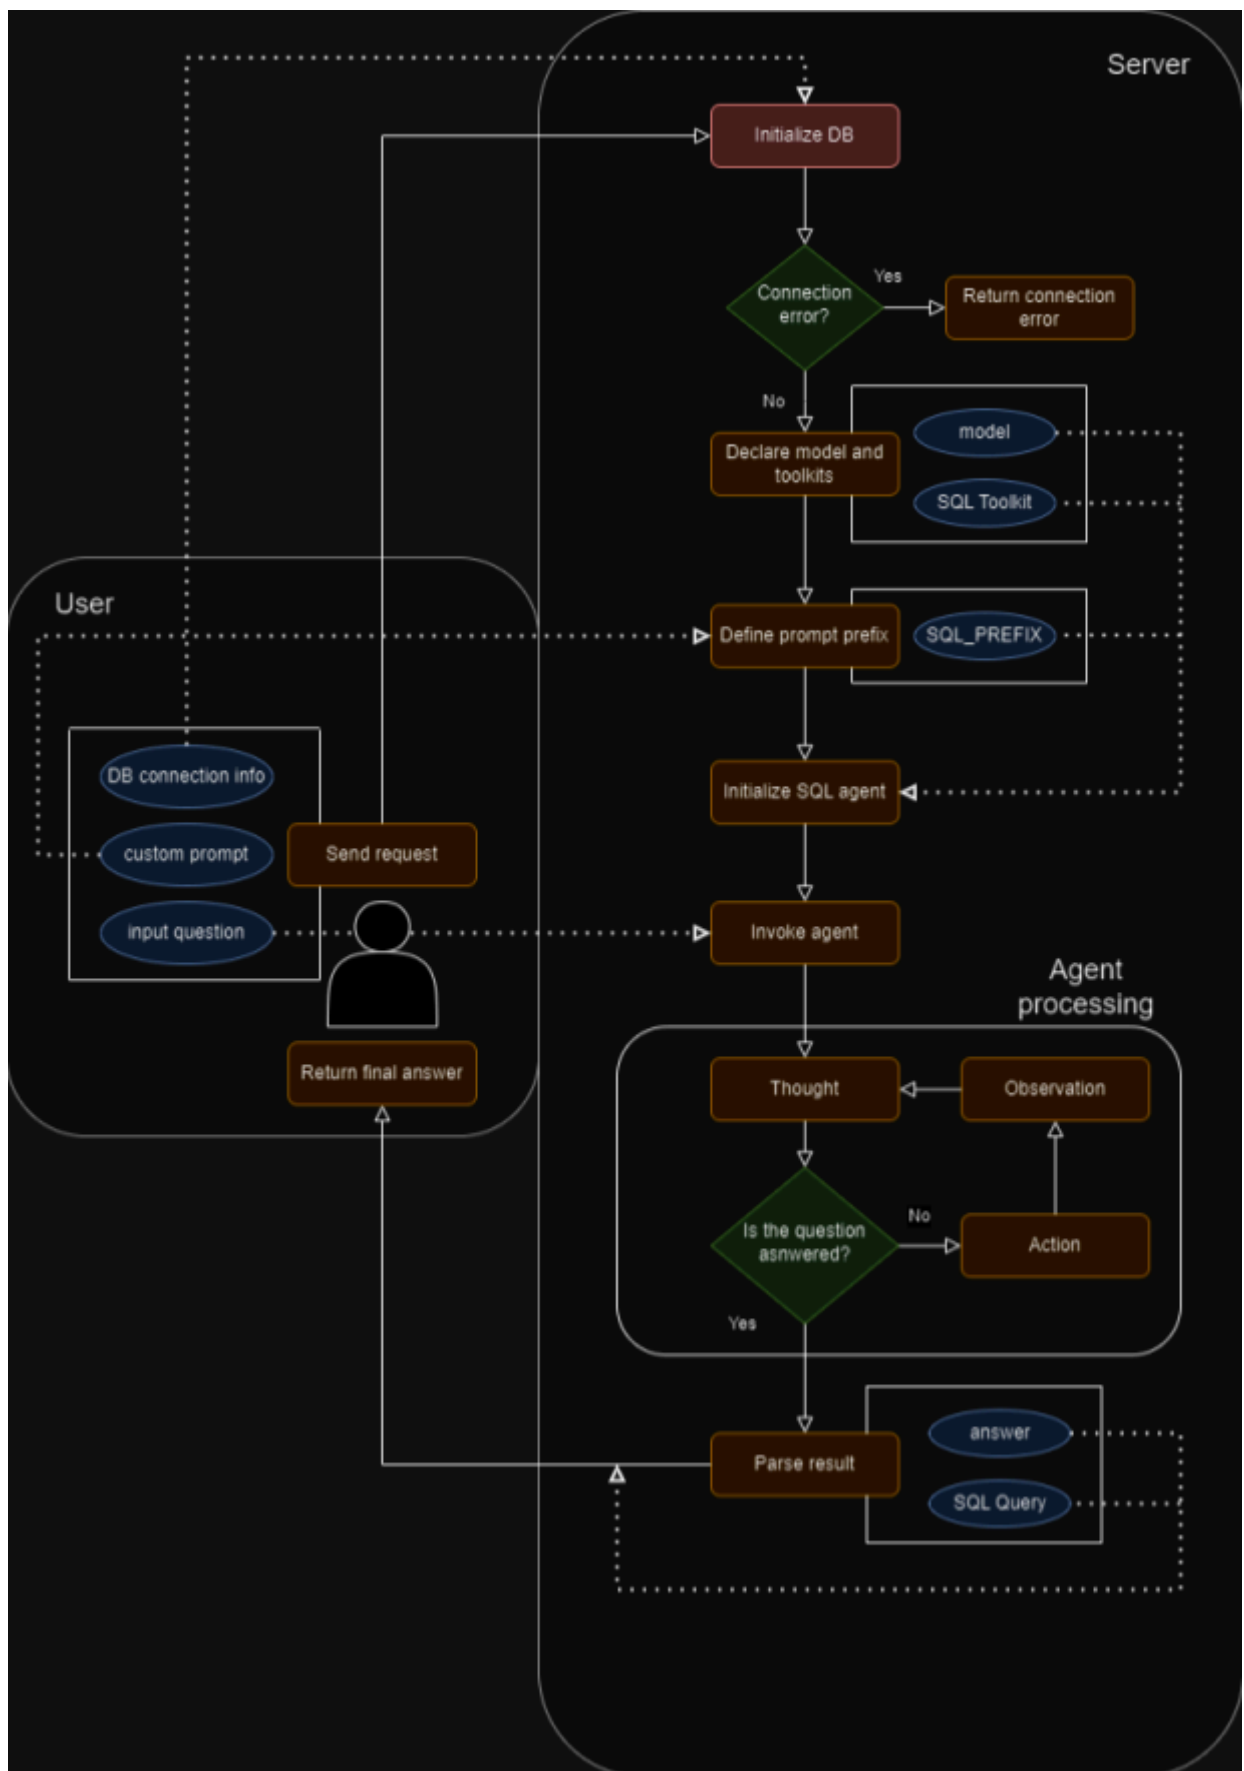 Server
Initialize DB
Connection
error?
Yes
Return connection
error
No
Declare model and
toolkits
model
SQL Toolkit
User
Define prompt prefix
SQL_PREFIX
DB connection info
Initialize SQL agent
custom prompt
Send request
input question
Invoke agent
Agent
processing
Return final answer
Thought
Observation
Is the question
asnwered?
No
Action
Yes
Parse result
answer
SQL Query